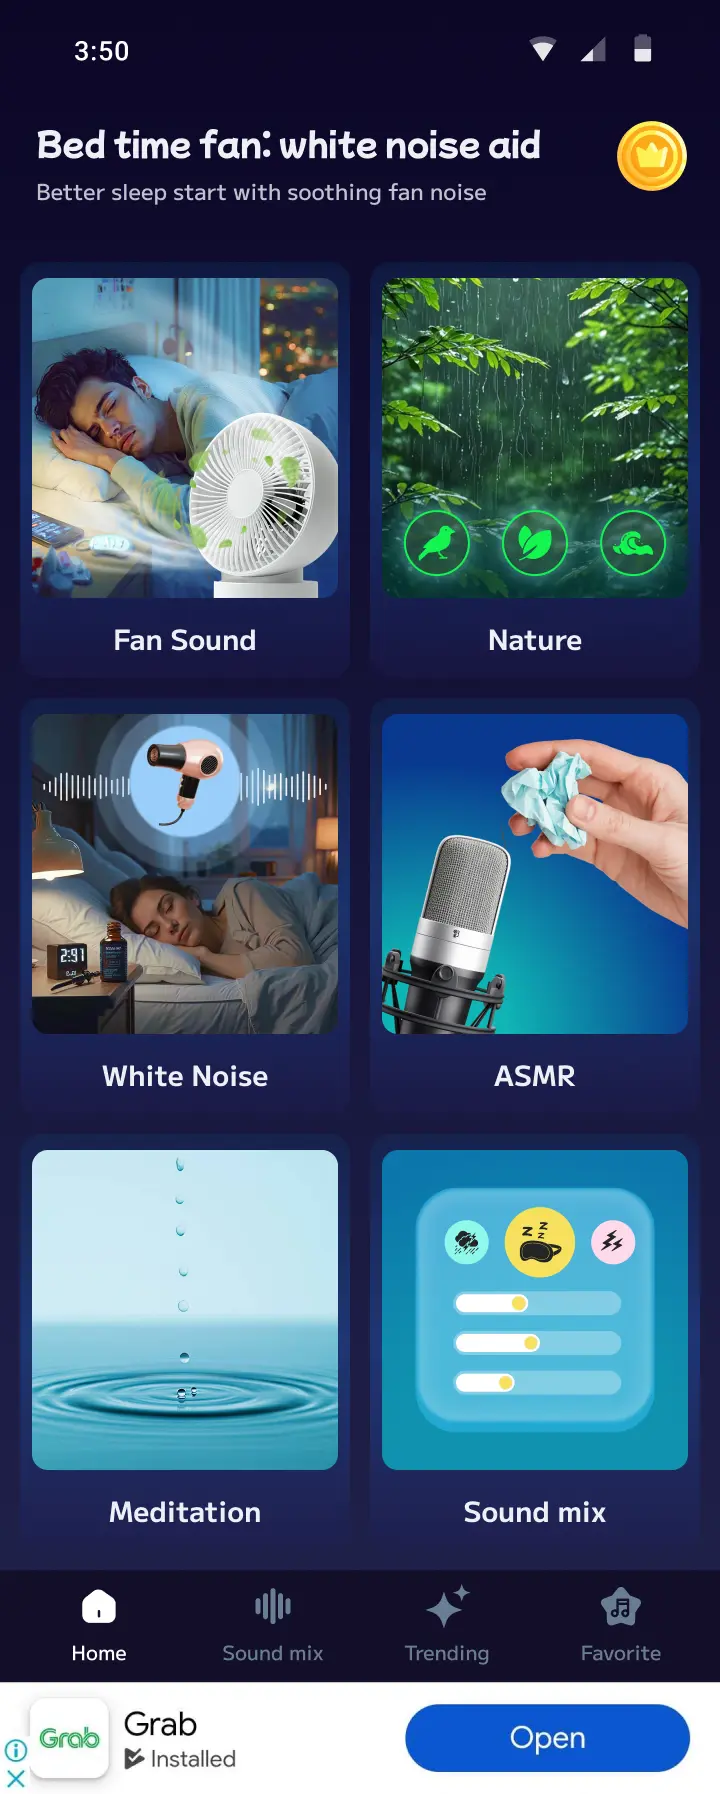 3:50
Bed time fan: white noise aid
Better sleep start with soothing fan noise
Fan Sound
Nature
2:91
White Noise
ASMR
z z z
Meditation
Sound mix
Home
Sound mix
Trending
Favorite
Grab
Grab
Installed
Open